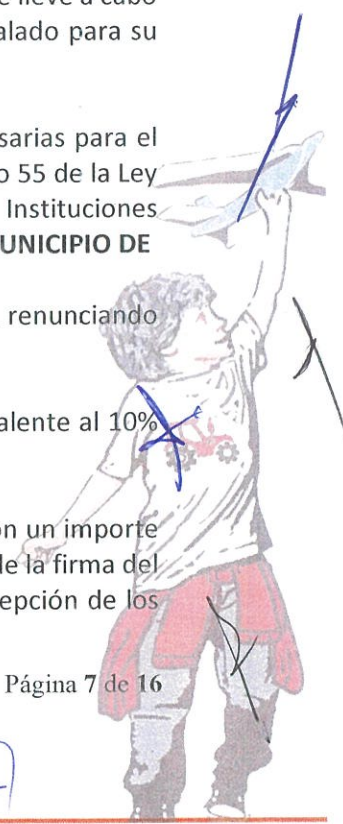 e lleve a cabo
alado para su
sarias para el
o 55 de la Ley
Instituciones
UNICIPIO DE
renunciando
alente al 10%
on un importe
de la firma del
epción de los
Página 7 de 16